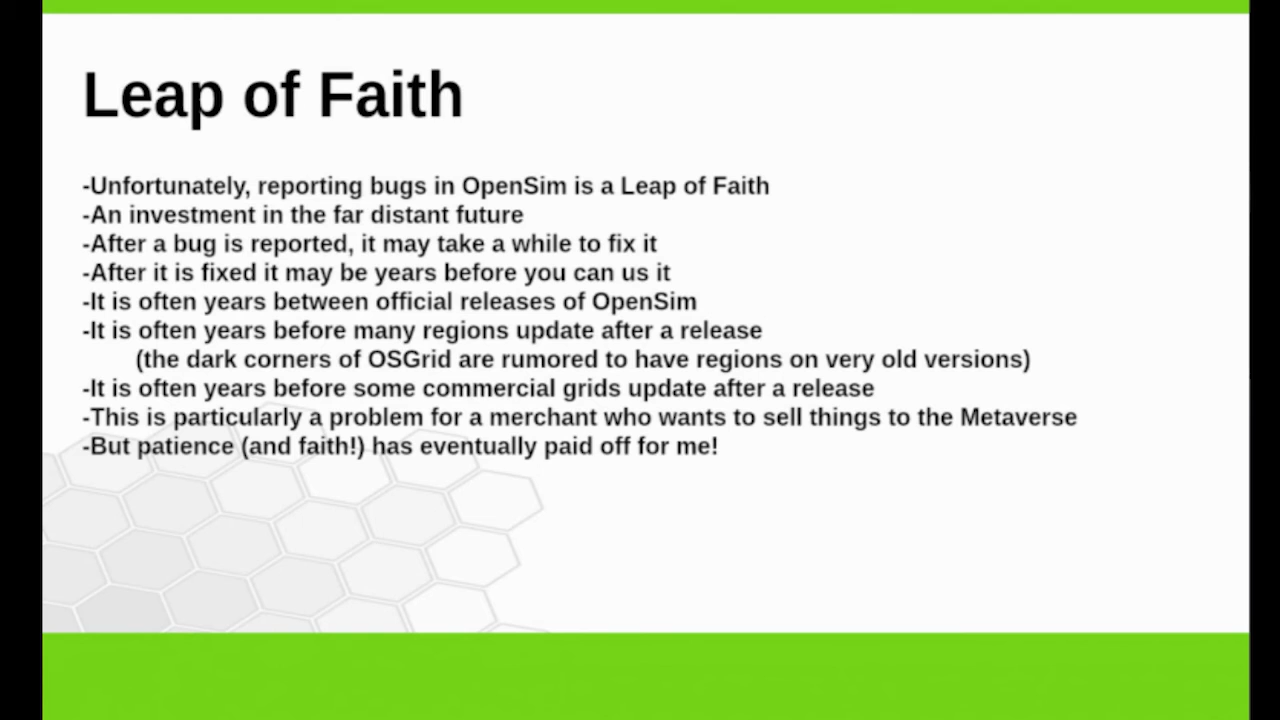 Leap of Faith
-Unfortunately, reporting bugs in OpenSim is a Leap of Faith
-An investment in the far distant future
-After a bug is reported, it may take a while to fix it
-After it is fixed it may be years before you can us it
-It is often years between official releases of OpenSim
-It is often years before many regions update after a release
(the dark corners of OSGrid are rumored to have regions on very old versions)
-It is often years before some commercial grids update after a release
-This is particularly a problem for a merchant who wants to sell things to the Metaverse
-But patience (and faith!) has eventually paid off for me!